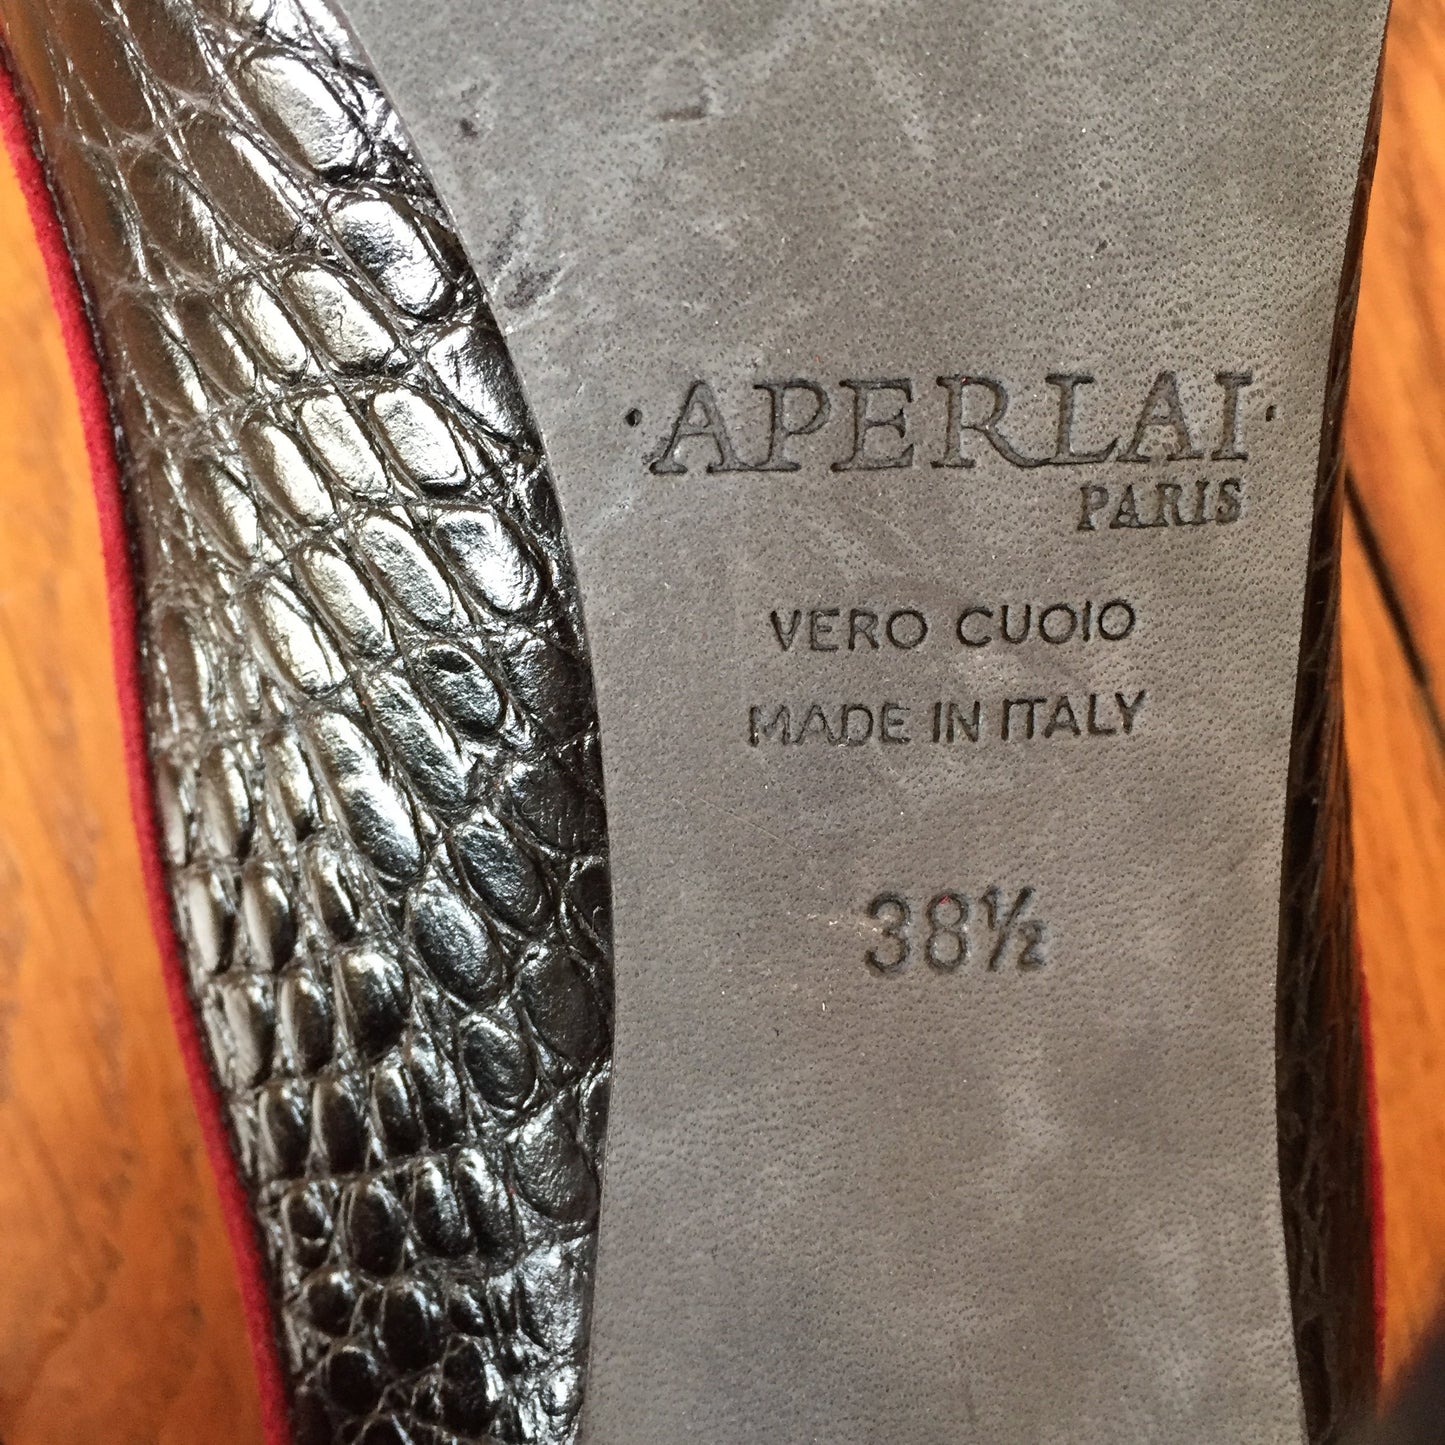 ·APERLAI·
PARIS
VERO CUOIO
MADE IN ITALY
38½